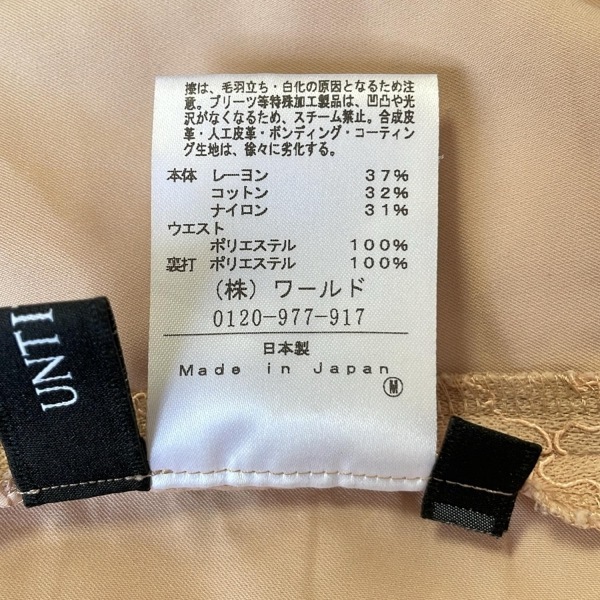 擦は、毛羽立ち・白化の原因となるため注
意。プリーツ等特殊加工製品は、凹凸や光
沢がなくなるため、スチーム禁止。合成皮
革・人工皮革・ボンディング・コーティン
グ生地は、徐々に劣化する。
本体 レーヨン 37%
コットン 32%
ナイロン 31%
ウエスト
ポリエステル 100%
裏打 ポリエステル 100%
(株) ワールド
0120-977-917
日本製
Made in Japan
M
UNTI